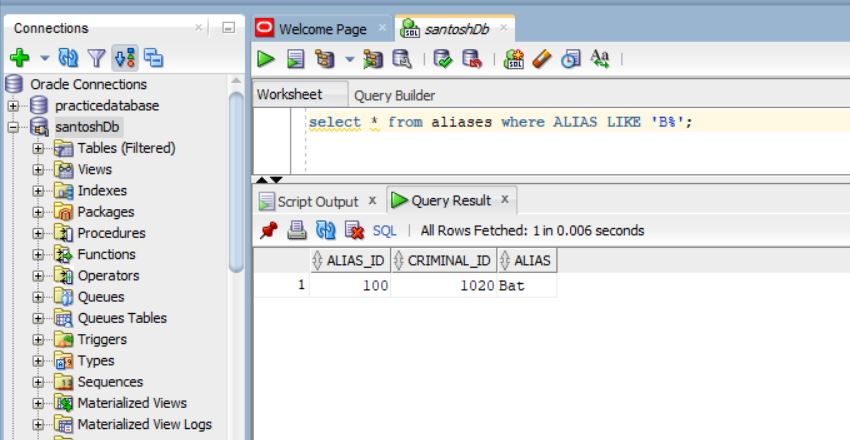 Connections
Oracle Connections
practicedatabase
santoshDb
Tables (Filtered)
Views
Indexes
Packages
Procedures
Functions
Operators
Queues
Queues Tables
Triggers
Types
Sequences
Materialized Views
Materialized View Logs
Welcome Page
santoshDb
Worksheet Query Builder
select * from aliases where ALIAS LIKE 'B%';
Script Output x Query Result x
SQL | All Rows Fetched: 1 in 0.006 seconds
ALIAS_ID CRIMINAL_ID ALIAS
1 100 1020 Bat